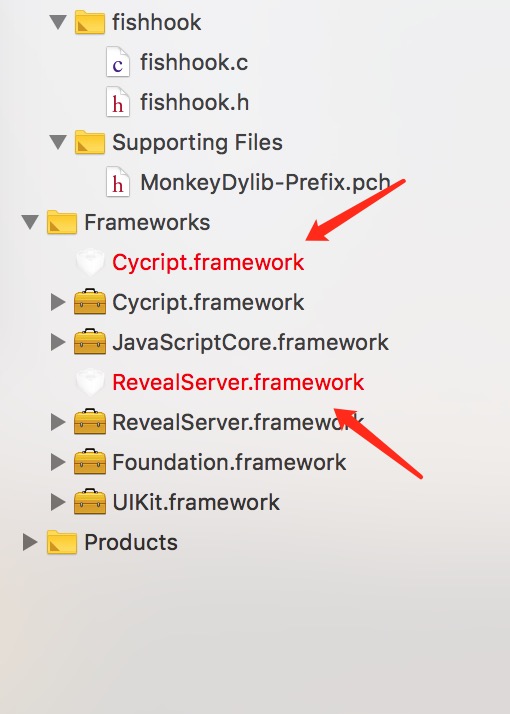 fishhook
c fishhook.c
h fishhook.h
Supporting Files
h MonkeyDylib-Prefix.pch
Frameworks
Cycript.framework
Cycript.framework
JavaScriptCore.framework
RevealServer.framework
RevealServer.framework
Foundation.framework
UIKit.framework
Products